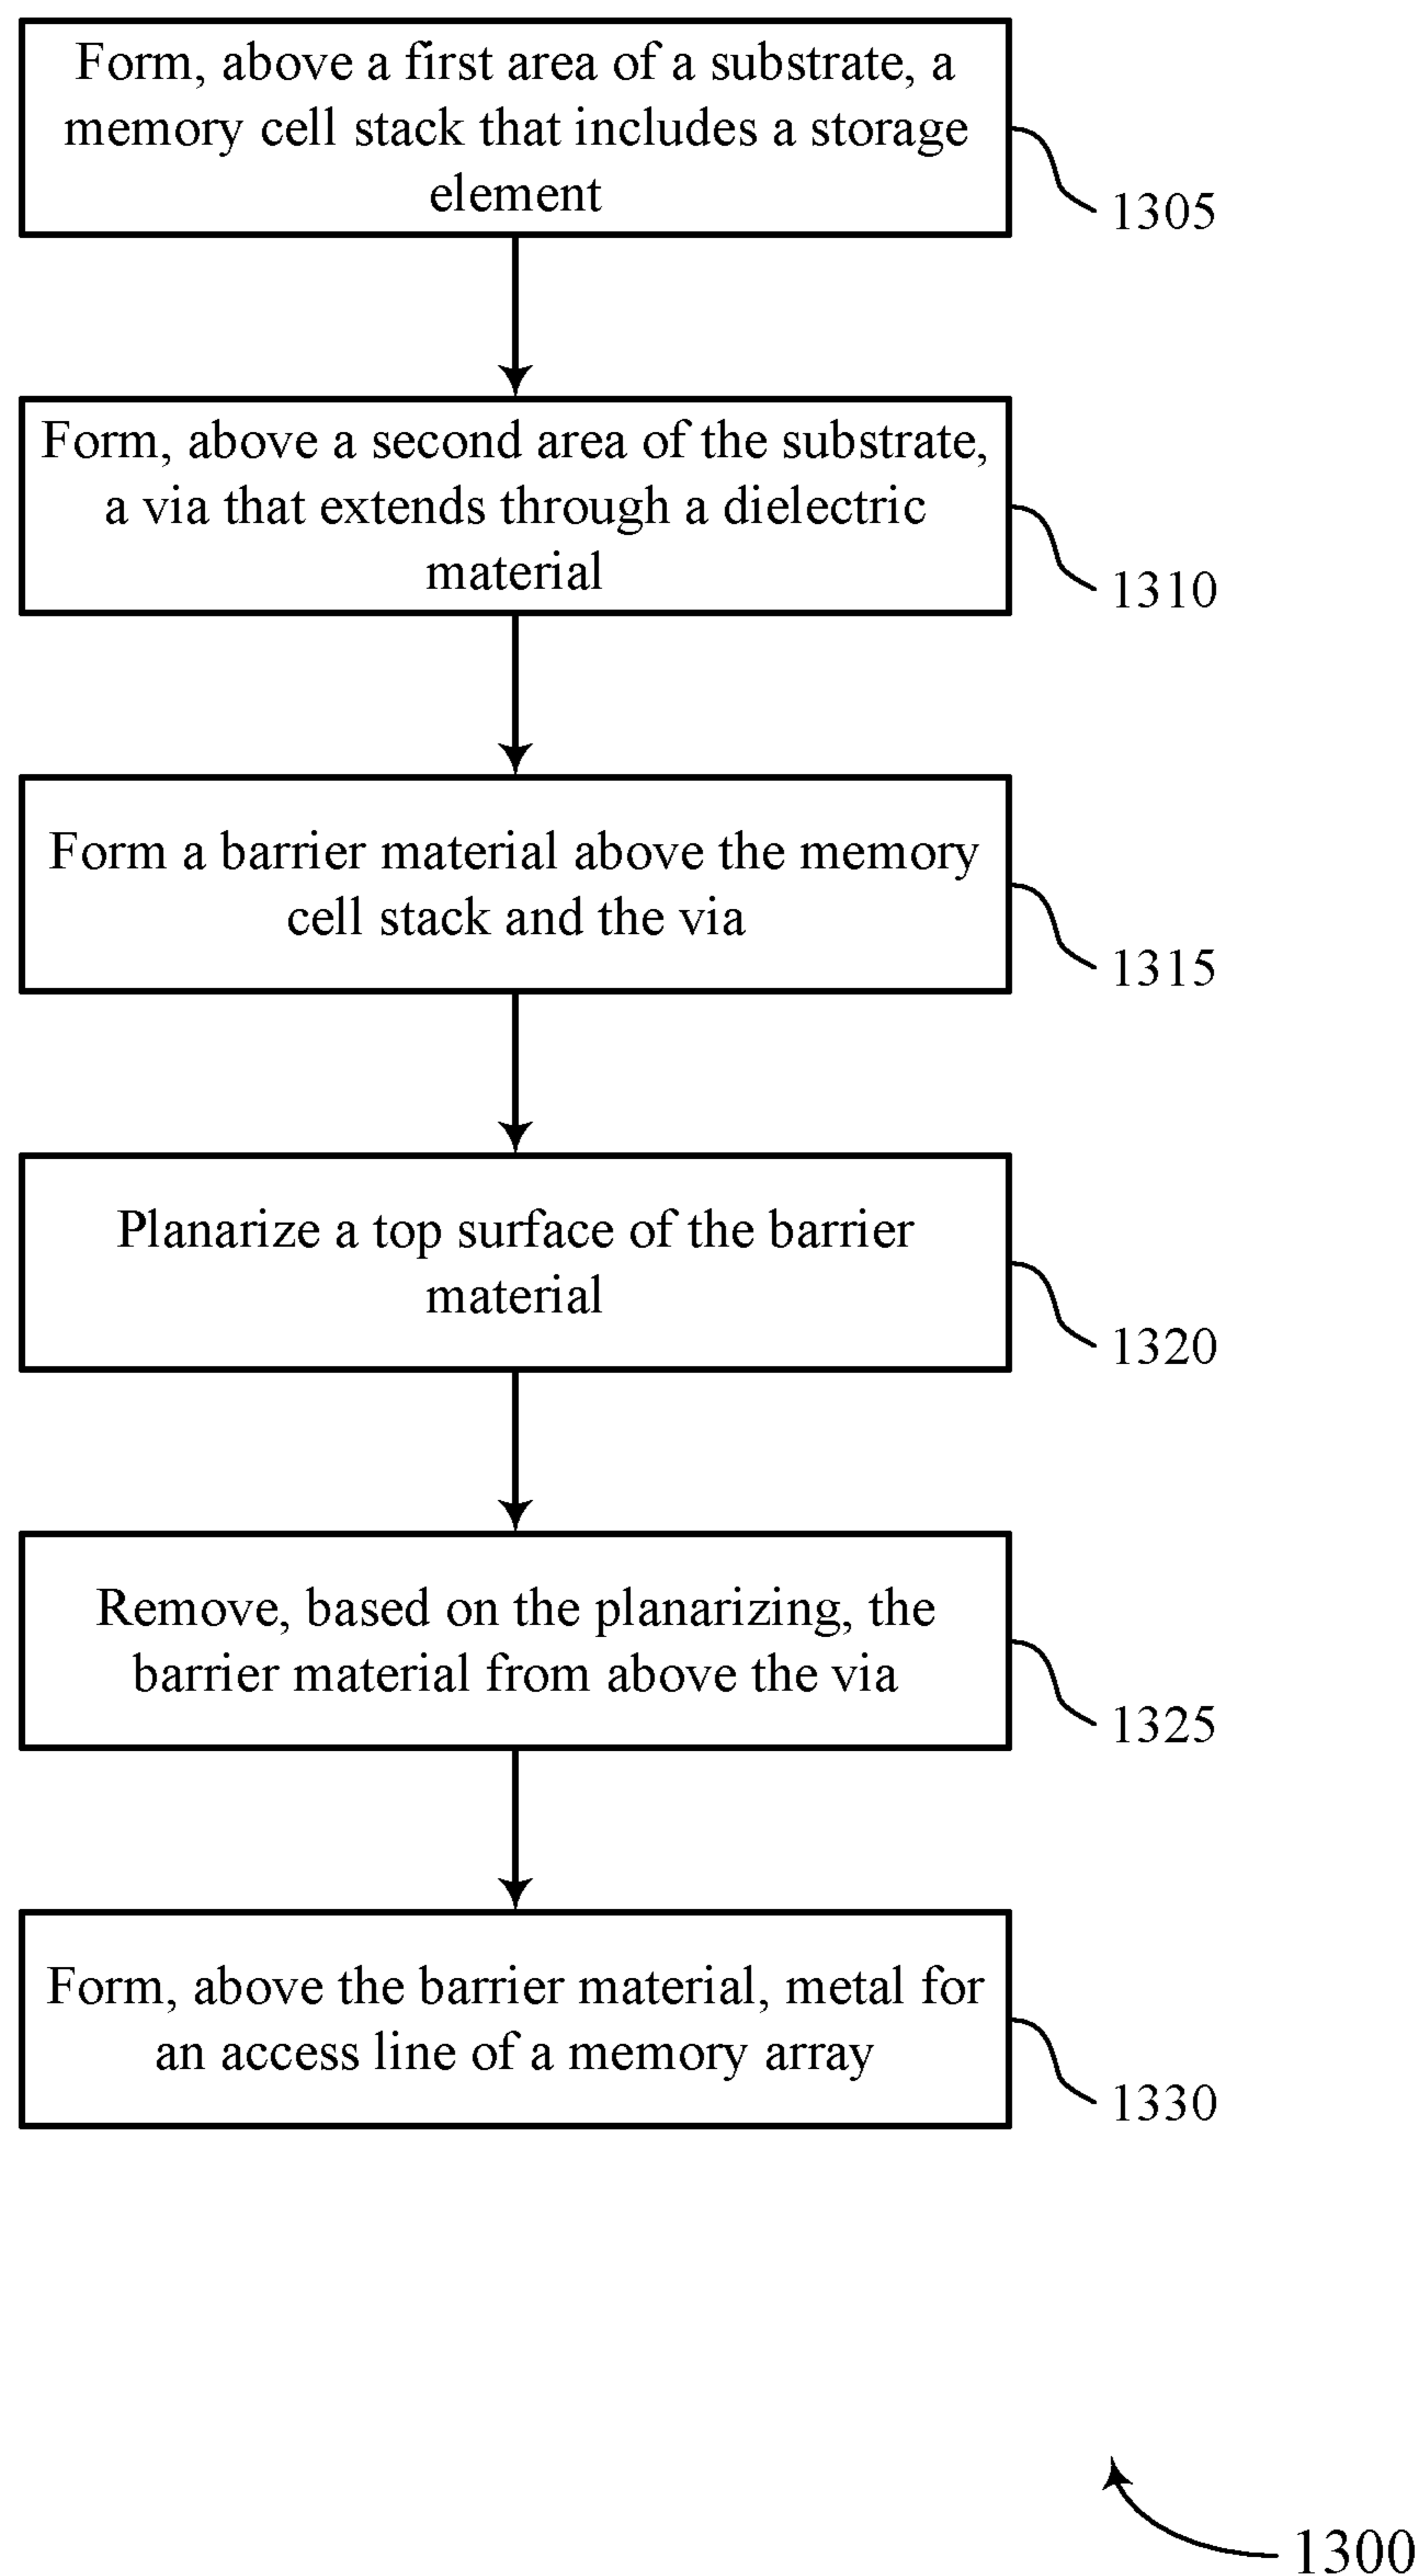 Form, above a first area of a substrate, a
memory cell stack that includes a storage
element
1305
Form, above a second area of the substrate,
a via that extends through a dielectric
material
1310
Form a barrier material above the memory
cell stack and the via
1315
Planarize a top surface of the barrier
material
1320
Remove, based on the planarizing, the
barrier material from above the via
1325
Form, above the barrier material, metal for
an access line of a memory array
1330
1300